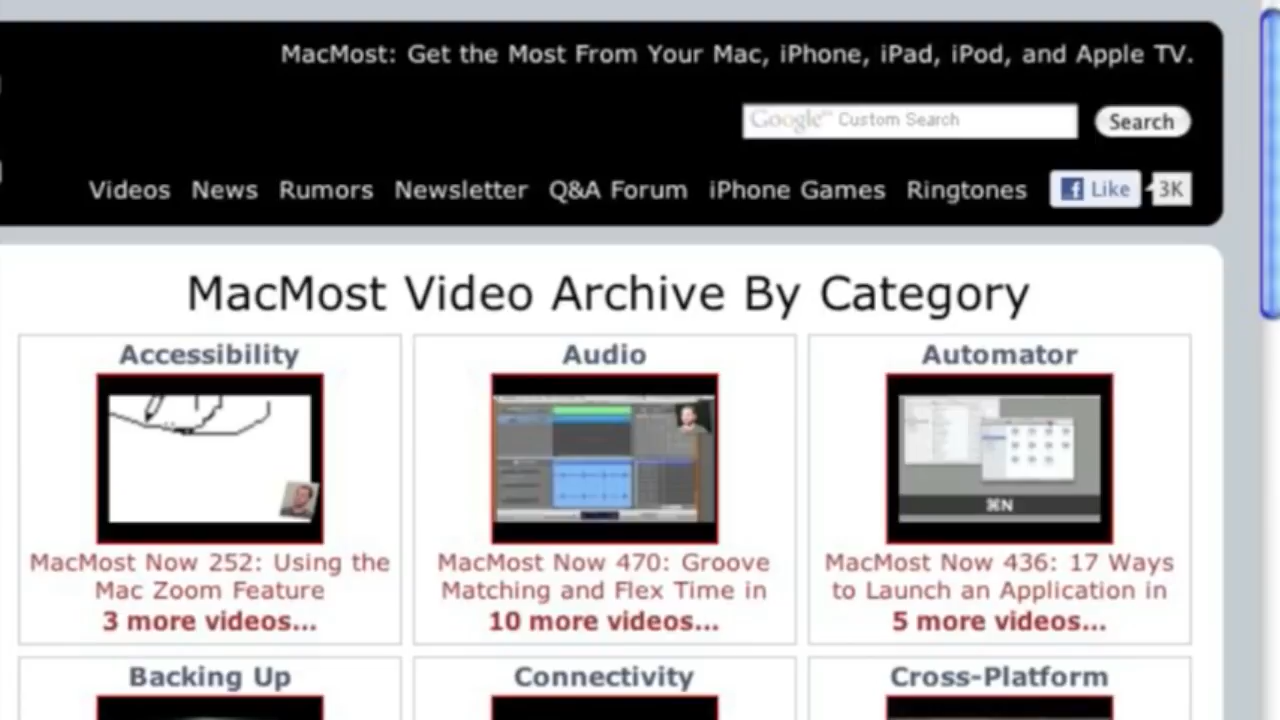 MacMost: Get the Most From Your Mac, iPhone, iPad, iPod, and Apple TV.
Google™ Custom Search
Search
Videos News Rumors Newsletter Q&A Forum iPhone Games Ringtones Like 3K
MacMost Video Archive By Category
Accessibility
MacMost Now 252: Using the
Mac Zoom Feature
3 more videos...
Audio
MacMost Now 470: Groove
Matching and Flex Time in
10 more videos...
Automator
⌘N
MacMost Now 436: 17 Ways
to Launch an Application in
5 more videos...
Backing Up
Connectivity
Cross-Platform